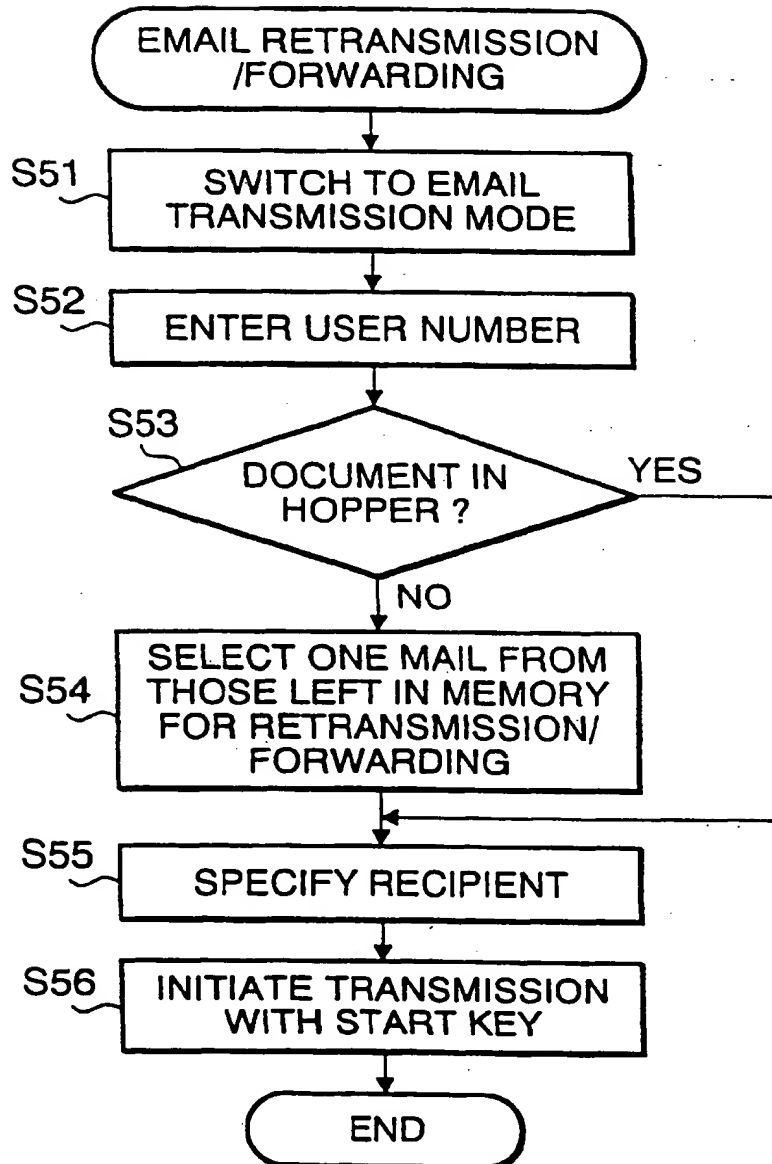 EMAIL RETRANSMISSION
/FORWARDING
S51
SWITCH TO EMAIL
TRANSMISSION MODE
S52
ENTER USER NUMBER
S53
DOCUMENT IN
HOPPER ?
YES
NO
S54
SELECT ONE MAIL FROM
THOSE LEFT IN MEMORY
FOR RETRANSMISSION/
FORWARDING
S55
SPECIFY RECIPIENT
S56
INITIATE TRANSMISSION
WITH START KEY
END